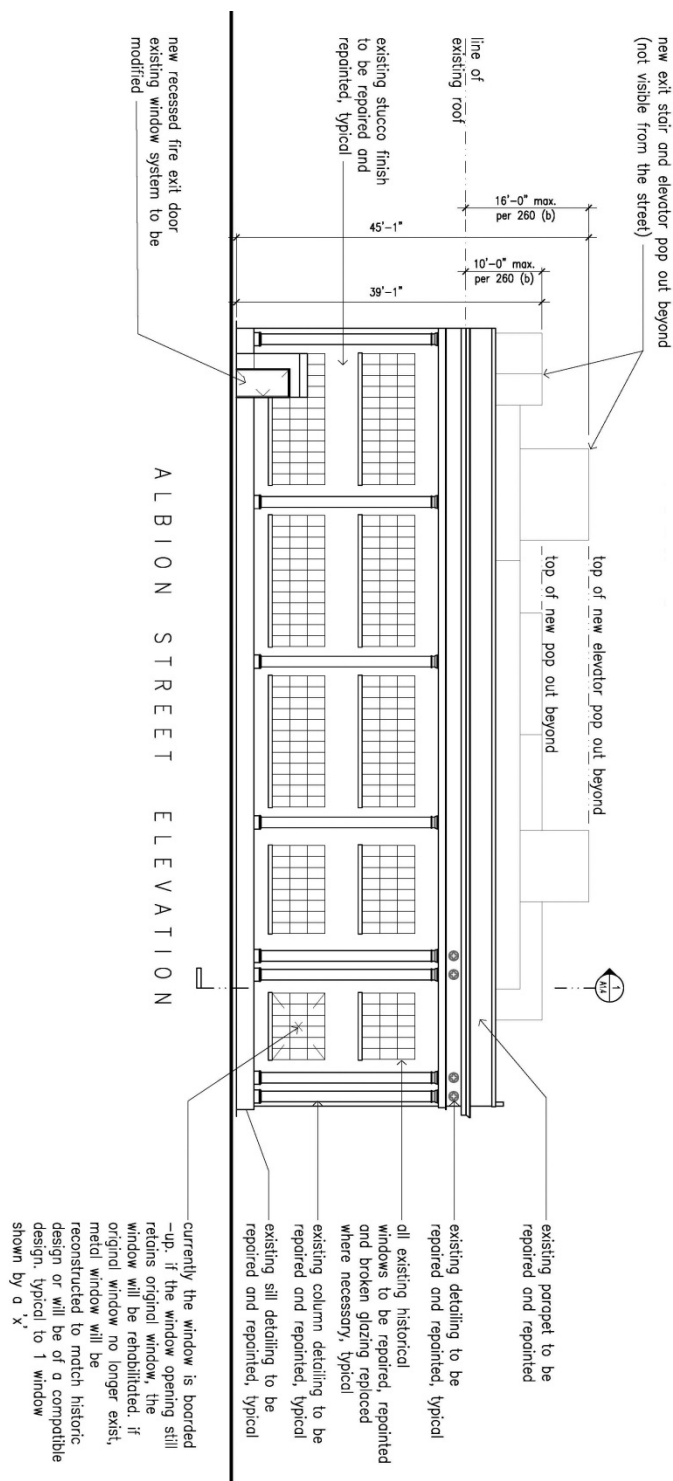 new exit stair and elevator pop out beyond
(not visible from the street)
line of
existing roof
existing stucco finish
to be repaired and
repainted, typical
new recessed fire exit door
existing window system to be
modified
16'-0" max.
per 260 (b)
45'-1"
10'-0" max.
per 260 (b)
39'-1"
top of new elevator pop out beyond
top of new pop out beyond
1
A1.4
existing parapet to be
repaired and repainted
existing detailing to be
repaired and repainted, typical
all existing historical
windows to be repaired, repainted
and broken glazing replaced
where necessary, typical
existing column detailing to be
repaired and repainted, typical
existing sill detailing to be
repaired and repainted, typical
currently the window is boarded
-up. if the window opening still
retains original window, the
window will be rehabilitated. if
original window no longer exist,
metal window will be
reconstructed to match historic
design or will be of a compatible
design. typical to 1 window
shown by a 'x'
ALBION STREET ELEVATION